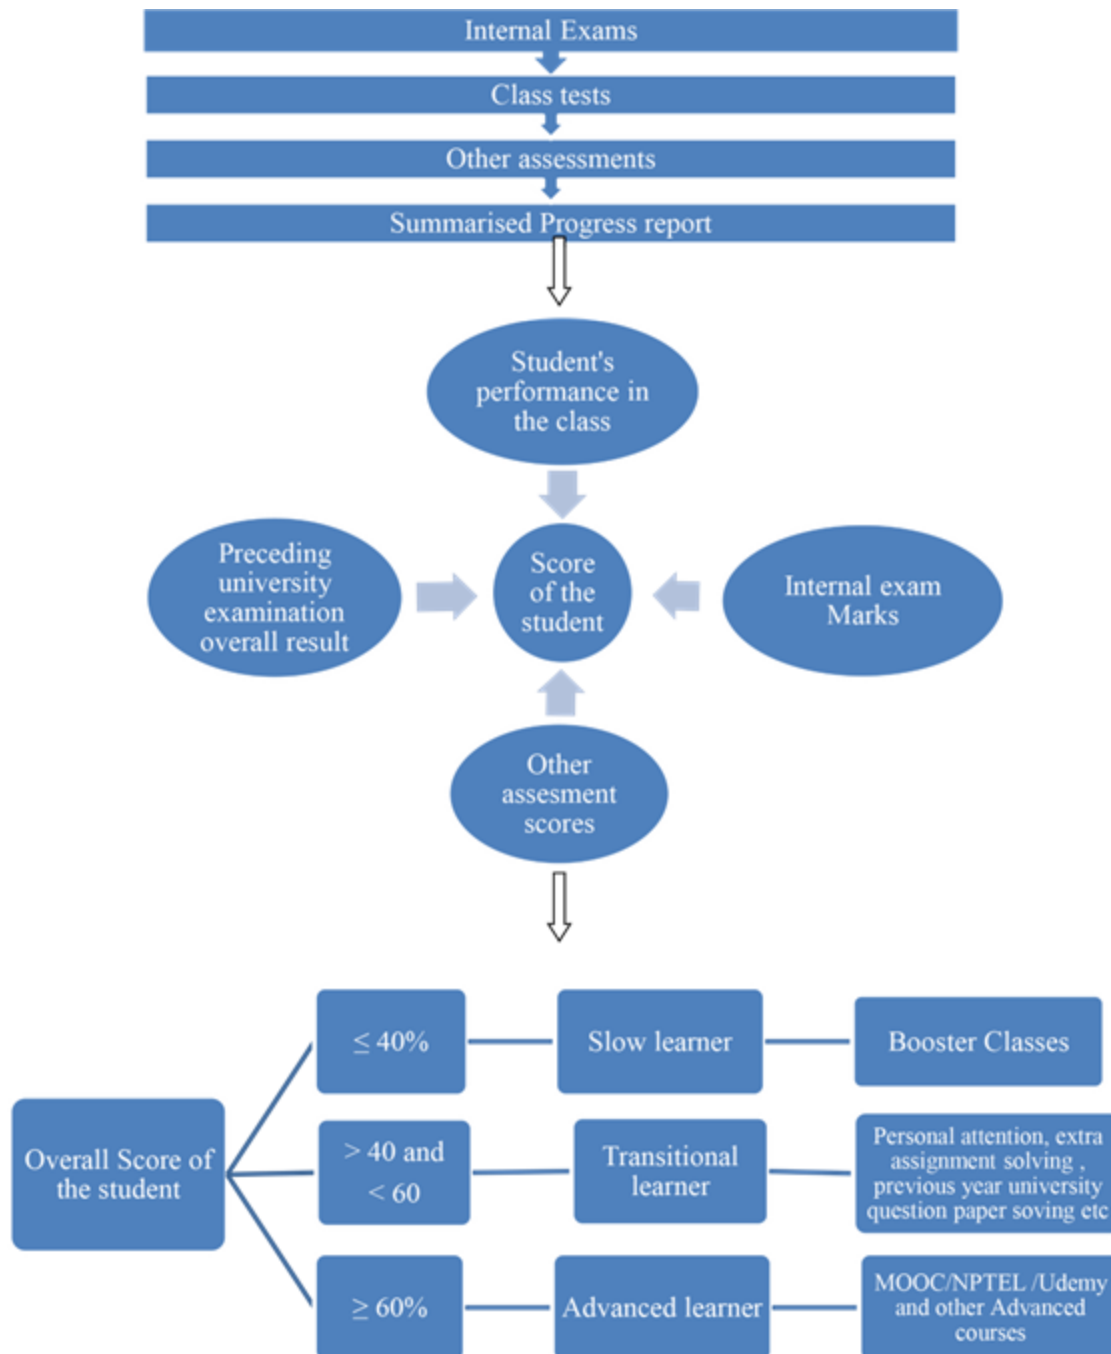 Internal Exams
Class tests
Other assessments
Summarised Progress report
Student's
performance in
the class
Preceding
university
examination
overall result
Score
of the
student
Internal exam
Marks
Other
assesment
scores
Overall Score of
the student
≤ 40%
Slow learner
Booster Classes
> 40 and
< 60
Transitional
learner
Personal attention, extra
assignment solving ,
previous year university
question paper soving etc
≥ 60%
Advanced learner
MOOC/NPTEL /Udemy
and other Advanced
courses